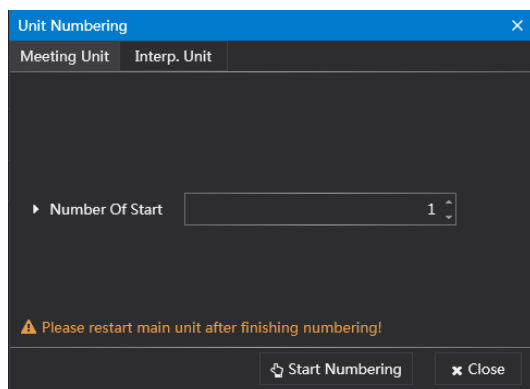 Unit Numbering
Meeting Unit Interp. Unit
Number Of Start 1
Please restart main unit after finishing numbering!
Start Numbering Close